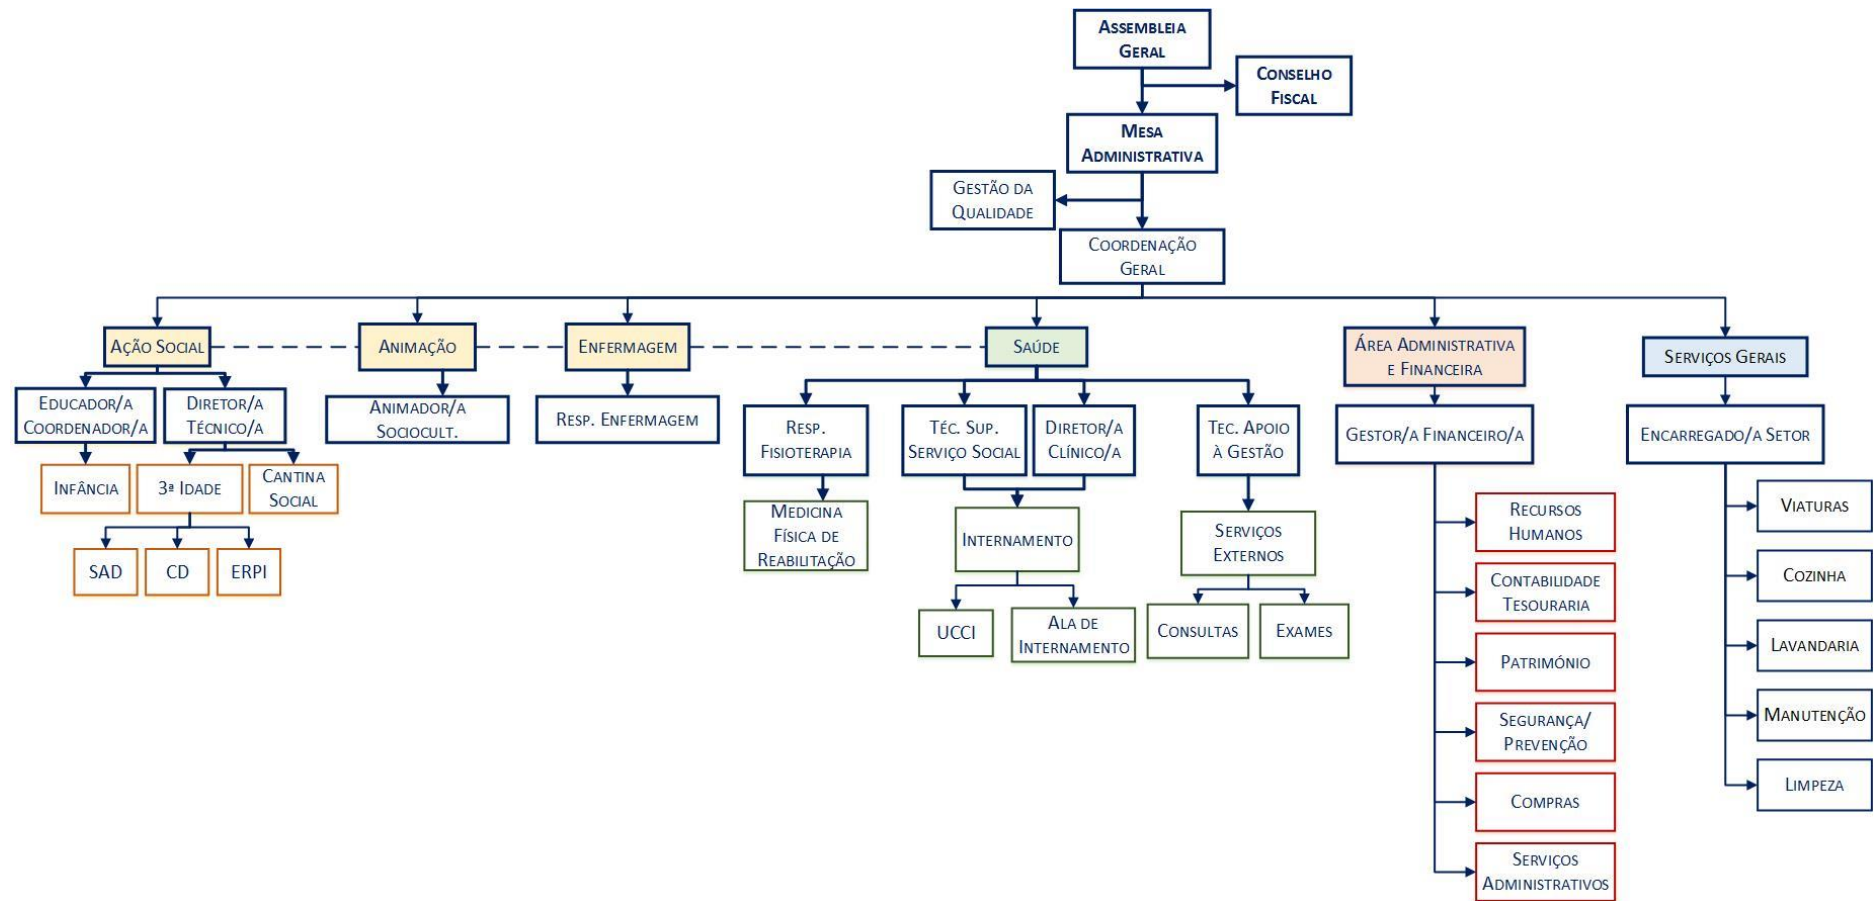 Assembleia
Geral
Conselho
Fiscal
Mesa
Administrativa
Gestão da
Qualidade
Coordenação
Geral
Ação Social
Animação
Enfermagem
Saúde
Área Administrativa
e Financeira
Serviços Gerais
Educador/a
Coordenador/a
Diretor/a
Técnico/a
Animador/a
Sociocult.
Resp. Enfermagem
Resp.
Fisioterapia
Téc. Sup.
Serviço Social
Diretor/a
Clínico/a
Tec. Apoio
à Gestão
Gestor/a Financeiro/a
Encarregado/a Setor
Infância
3ª Idade
Cantina
Social
SAD
CD
ERPI
Medicina
Física de
Reabilitação
Internamento
Serviços
Externos
UCCI
Ala de
Internamento
Consultas
Exames
Recursos
Humanos
Contabilidade
Tesouraria
Património
Segurança/
Prevenção
Compras
Serviços
Administrativos
Viaturas
Cozinha
Lavandaria
Manutenção
Limpeza